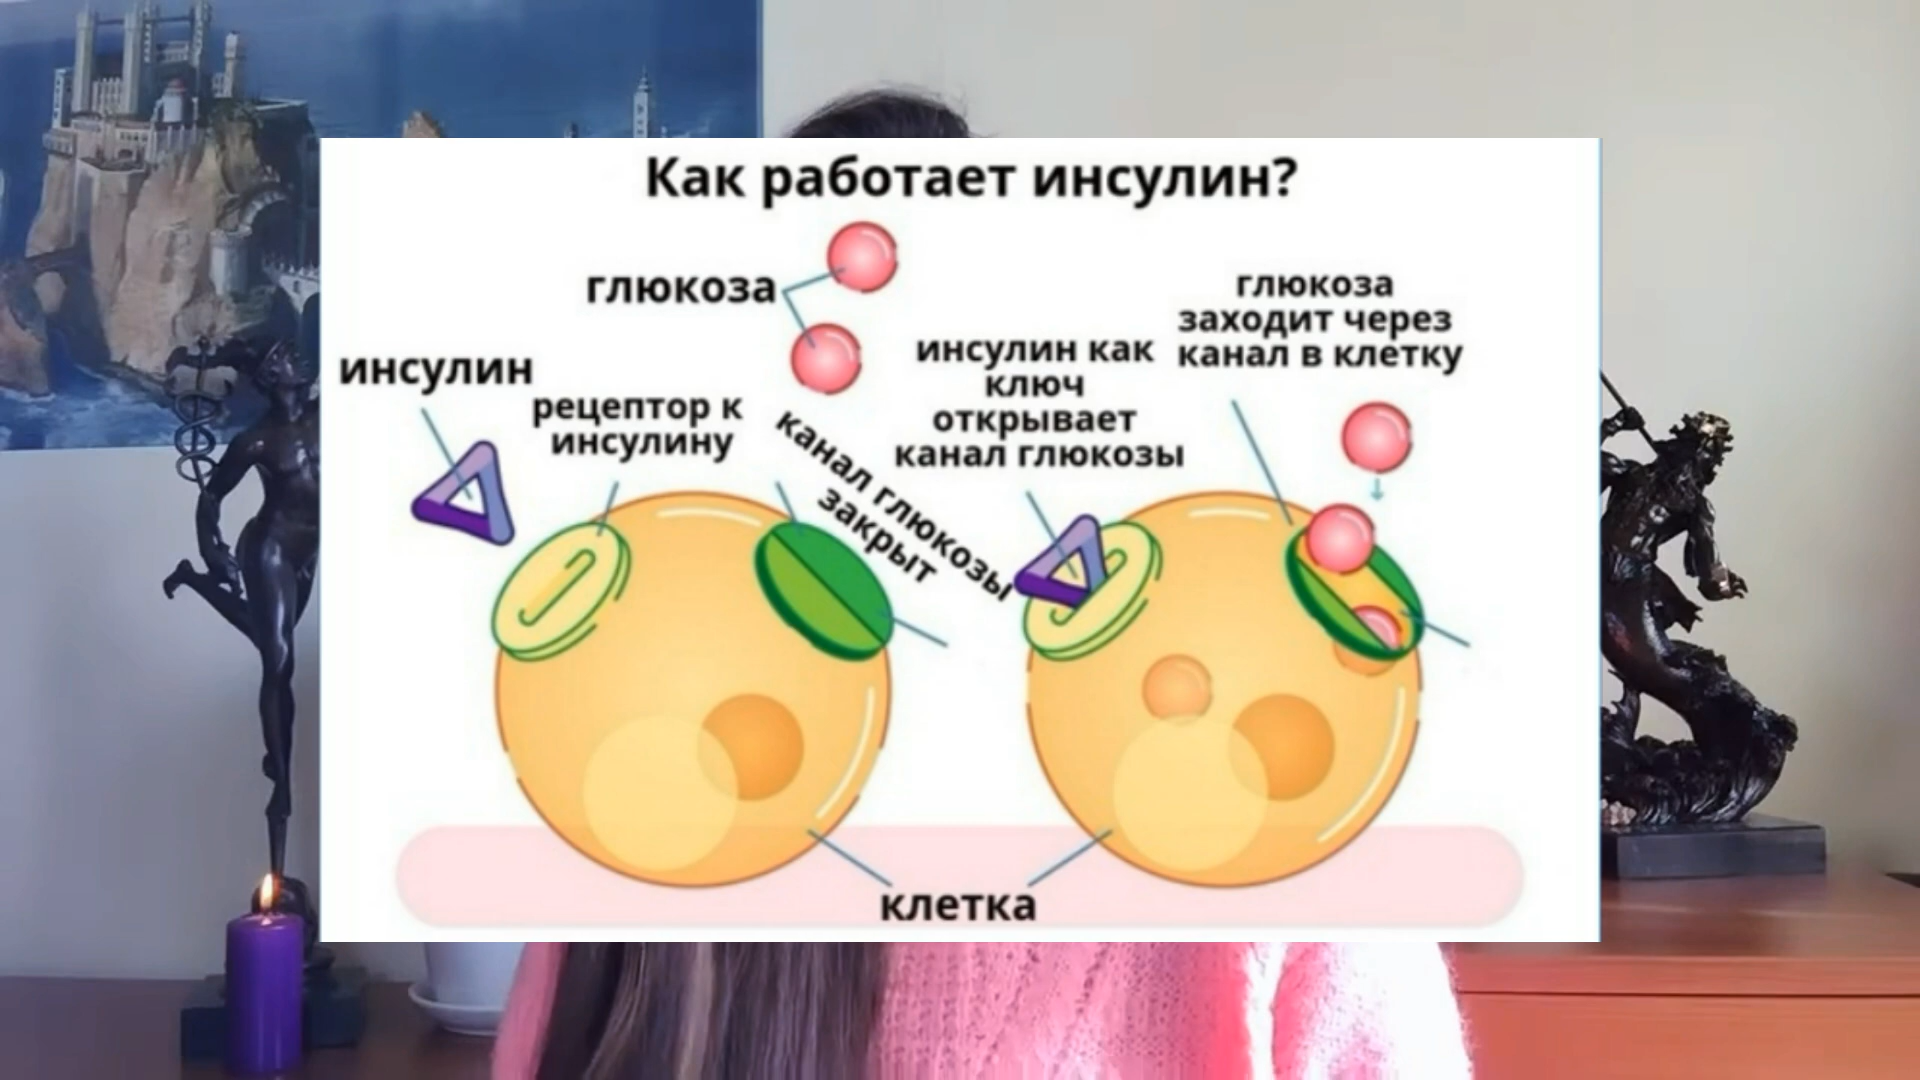 Как работает инсулин?
глюкоза
инсулин
рецептор к
инсулину
канал глюкозы
закрыт
инсулин как
ключ
открывает
канал глюкозы
глюкоза
заходит через
канал в клетку
клетка